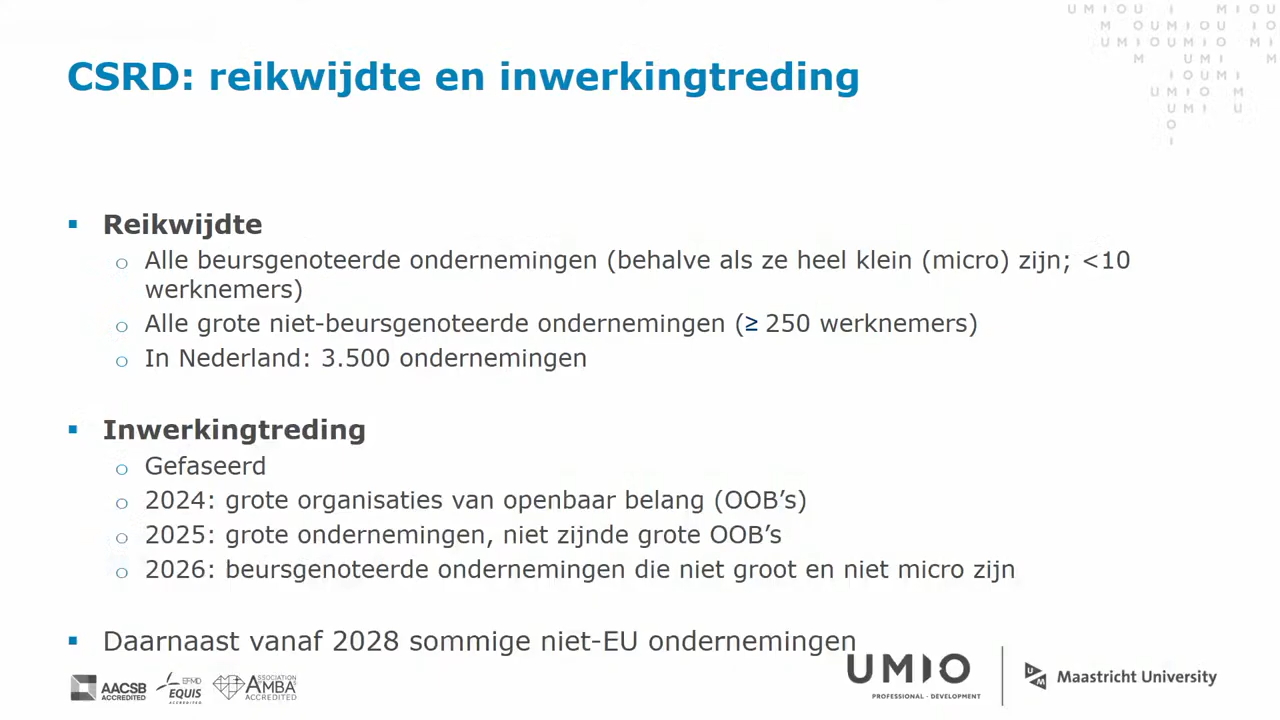 CSRD: reikwijdte en inwerkingtreding
▪ Reikwijdte
o Alle beursgenoteerde ondernemingen (behalve als ze heel klein (micro) zijn; <10
werknemers)
o Alle grote niet-beursgenoteerde ondernemingen (≥ 250 werknemers)
o In Nederland: 3.500 ondernemingen
▪ Inwerkingtreding
o Gefaseerd
o 2024: grote organisaties van openbaar belang (OOB’s)
o 2025: grote ondernemingen, niet zijnde grote OOB’s
o 2026: beursgenoteerde ondernemingen die niet groot en niet micro zijn
▪ Daarnaast vanaf 2028 sommige niet-EU ondernemingen
AACSB
ACCREDITED
EFMD
EQUIS
ACCREDITED
ASSOCIATION
AMBA
ACCREDITED
UMIO
PROFESSIONAL - DEVELOPMENT
Maastricht University